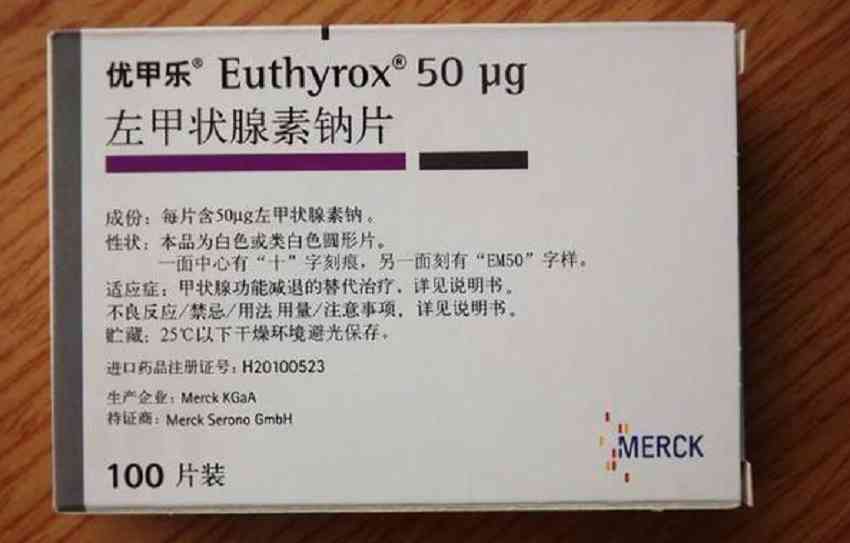 优甲乐® Euthyrox® 50 µg
左甲状腺素钠片
成份：每片含50µg左甲状腺素钠。
性状：本品为白色或类白色圆形片。
一面中心有“十”字刻痕，另一面刻有“EM50”字样。
适应症：甲状腺功能减退的替代治疗，详见说明书。
不良反应/禁忌/用法用量/注意事项，详见说明书。
贮藏：25℃以下干燥环境避光保存。
进口药品注册证号：H20100523
生产企业：Merck KGaA
持证商：Merck Serono GmbH
100 片装
MERCK